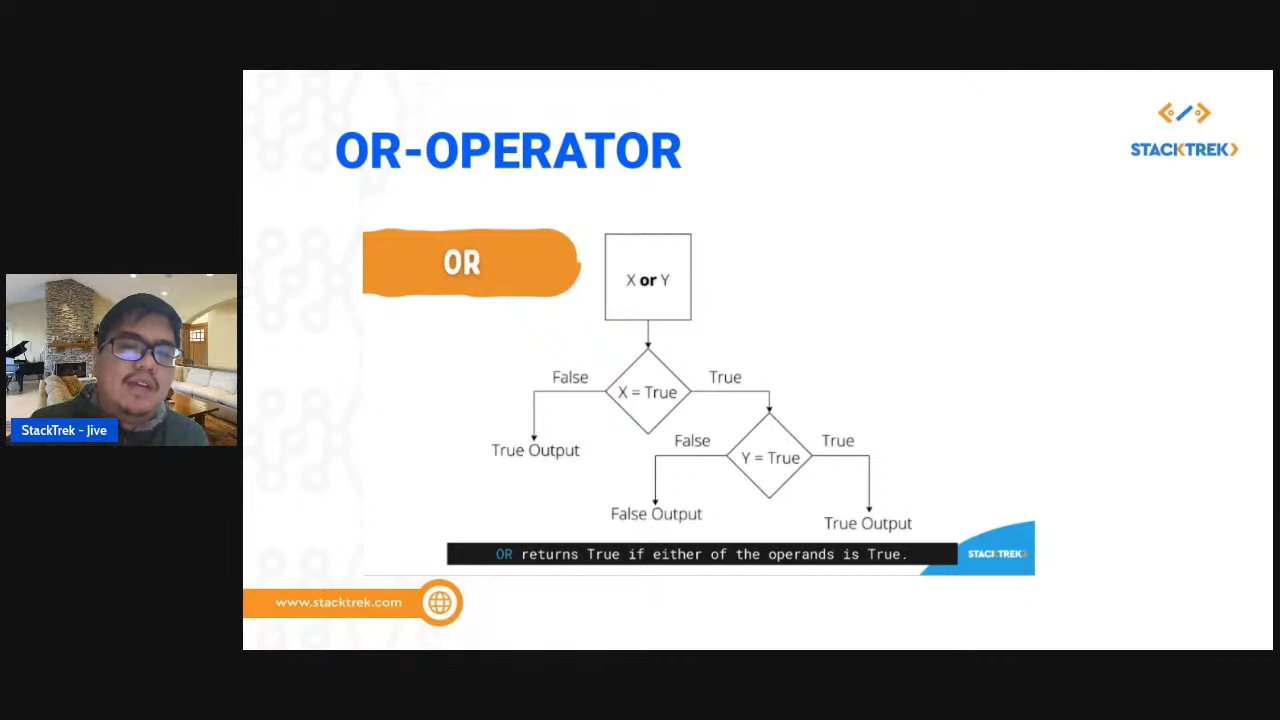 OR-OPERATOR
STACKTREK
OR
X or Y
False
True
X = True
True Output
False
True
Y = True
False Output
True Output
OR returns True if either of the operands is True.
STACKTREK
www.stacktrek.com
StackTrek - Jive